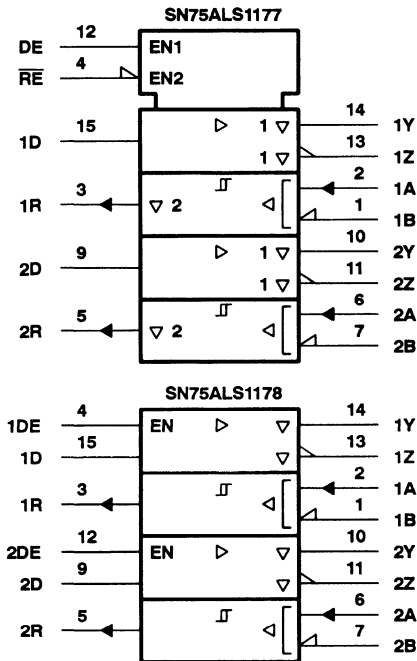 SN75ALS1177
DE 12 EN1
RE 4 EN2
1D 15 1 14 1Y
1 13 1Z
2 1A
1R 3 2 1 1B
2D 9 1 10 2Y
1 11 2Z
6 2A
2R 5 2 7 2B
SN75ALS1178
1DE 4 EN 14 1Y
1D 15 13 1Z
2 1A
1R 3 1 1B
2DE 12 EN 10 2Y
2D 9 11 2Z
6 2A
2R 5 7 2B